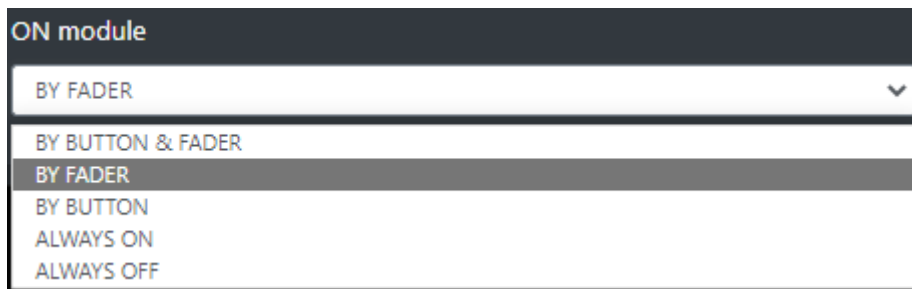 ON module
BY FADER
BY BUTTON & FADER
BY FADER
BY BUTTON
ALWAYS ON
ALWAYS OFF